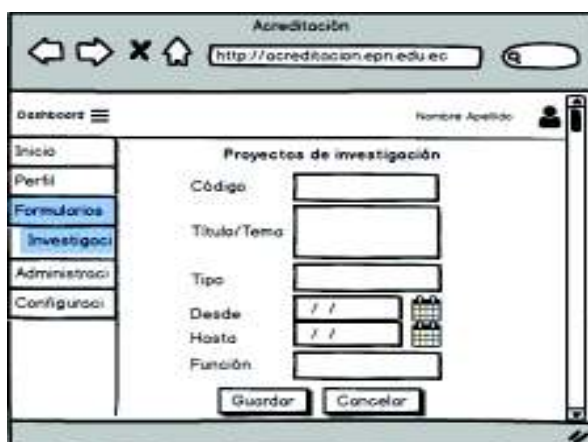 Acreditación
http://acreditacion.epn.edu.ec
Dashboard
Nombre Apellido
Inicio
Perfil
Formularios
Investigaci
Administraci
Configuraci
Proyectos de investigación
Código
Título/Tema
Tipo
Desde / /
Hasta / /
Función
Guardar Cancelar